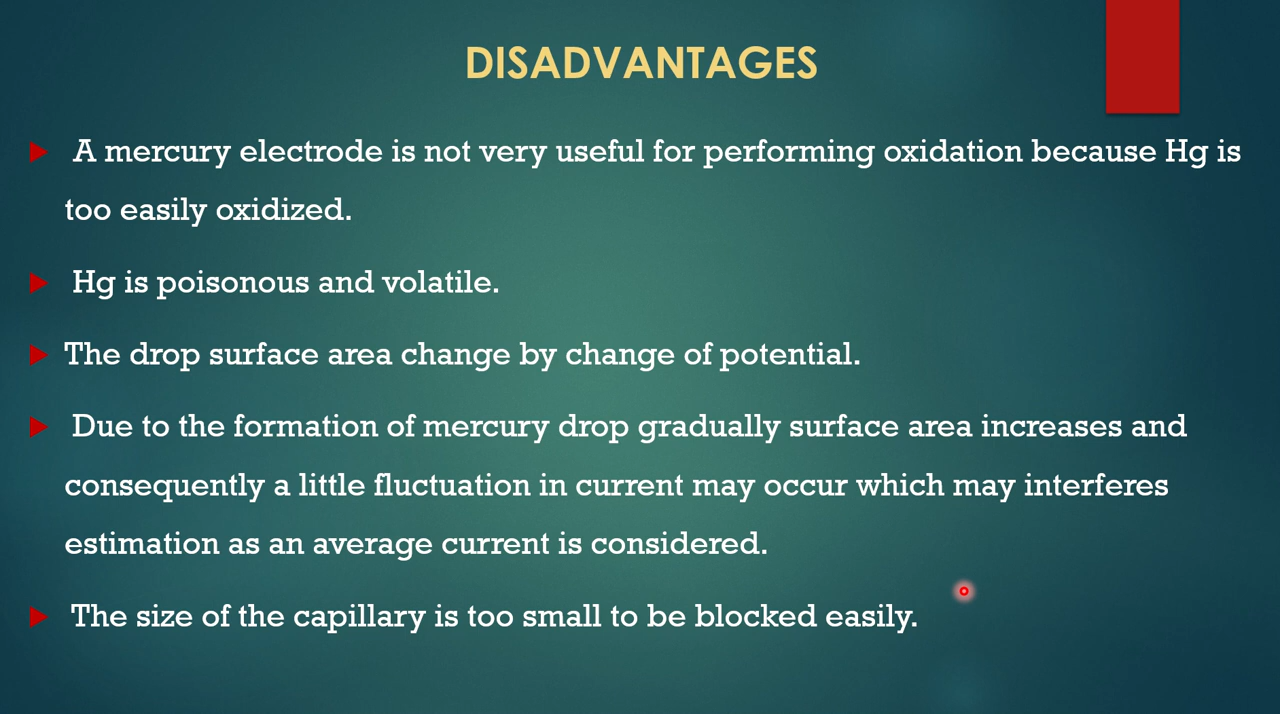 DISADVANTAGES
A mercury electrode is not very useful for performing oxidation because Hg is
too easily oxidized.
Hg is poisonous and volatile.
The drop surface area change by change of potential.
Due to the formation of mercury drop gradually surface area increases and
consequently a little fluctuation in current may occur which may interferes
estimation as an average current is considered.
The size of the capillary is too small to be blocked easily.